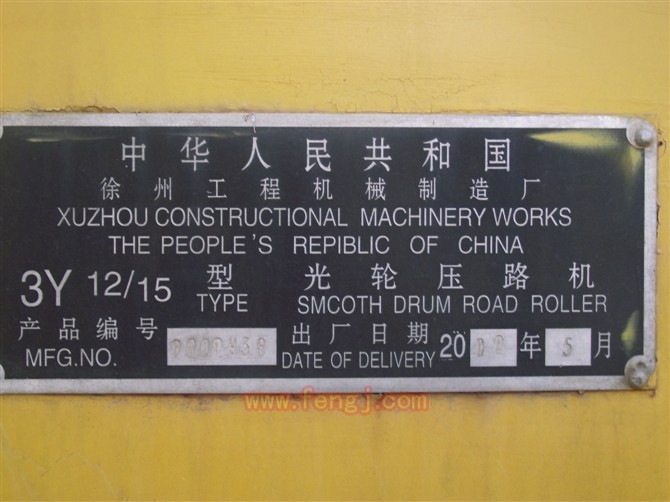 中华人民共和国
徐州工程机械制造厂
XUZHOU CONSTRUCTIONAL MACHINERY WORKS
THE PEOPLE'S REPIBLIC OF CHINA
3Y 12/15 型 光轮压路机
TYPE SMCOTH DRUM ROAD ROLLER
产品编号 出厂日期 20 年 5 月
MFG.NO. DATE OF DELIVERY
www.fengj.com